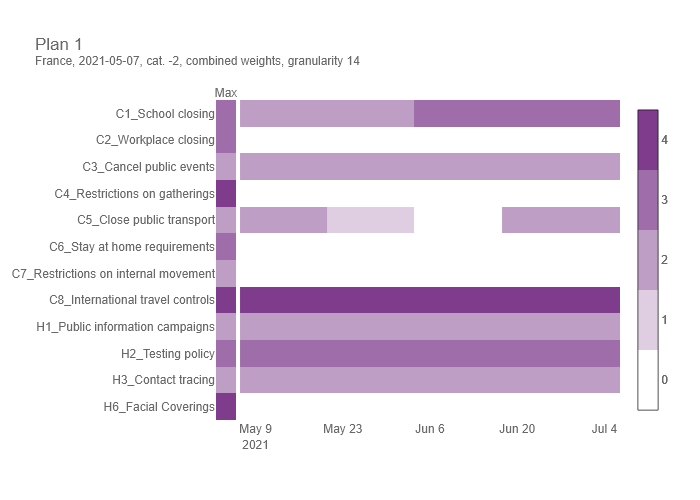 Plan 1
France, 2021-05-07, cat. -2, combined weights, granularity 14
Max
C1_School closing
C2_Workplace closing
C3_Cancel public events
C4_Restrictions on gatherings
C5_Close public transport
C6_Stay at home requirements
C7_Restrictions on internal movement
C8_International travel controls
H1_Public information campaigns
H2_Testing policy
H3_Contact tracing
H6_Facial Coverings
May 9 May 23 Jun 6 Jun 20 Jul 4
2021
4
3
2
1
0